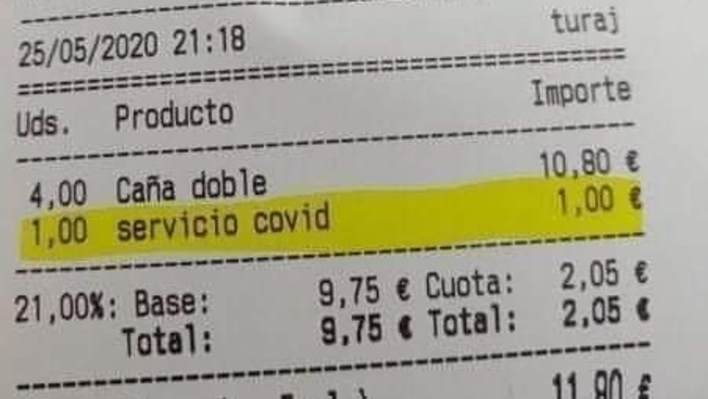 turaj
25/05/2020 21:18
Uds. Producto Importe
4,00 Caña doble 10,80 €
1,00 servicio covid 1,00 €
21,00%: Base: 9,75 € Cuota: 2,05 €
Total: 9,75 € Total: 2,05 €
11,80 €